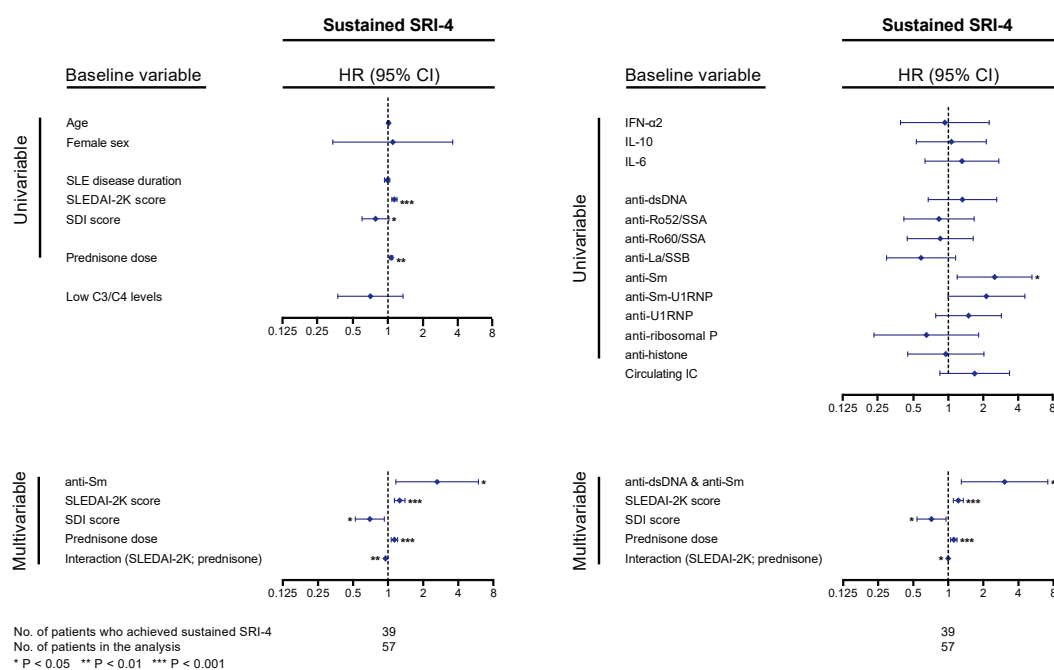 Sustained SRI-4
Baseline variable
HR (95% CI)
Univariable
Age
Female sex
SLE disease duration
SLEDAI-2K score
***
SDI score
*
Prednisone dose
**
Low C3/C4 levels
0.125 0.25 0.5 1 2 4 8
Sustained SRI-4
Baseline variable
HR (95% CI)
Univariable
IFN-α2
IL-10
IL-6
anti-dsDNA
anti-Ro52/SSA
anti-Ro60/SSA
anti-La/SSB
anti-Sm
*
anti-Sm-U1RNP
anti-U1RNP
anti-ribosomal P
anti-histone
Circulating IC
0.125 0.25 0.5 1 2 4 8
Multivariable
anti-Sm
*
SLEDAI-2K score
***
SDI score
*
Prednisone dose
***
Interaction (SLEDAI-2K; prednisone)
**
0.125 0.25 0.5 1 2 4 8
Multivariable
anti-dsDNA & anti-Sm
*
SLEDAI-2K score
***
SDI score
*
Prednisone dose
***
Interaction (SLEDAI-2K; prednisone)
*
0.125 0.25 0.5 1 2 4 8
No. of patients who achieved sustained SRI-4 39 39
No. of patients in the analysis 57 57
* P < 0.05 ** P < 0.01 *** P < 0.001